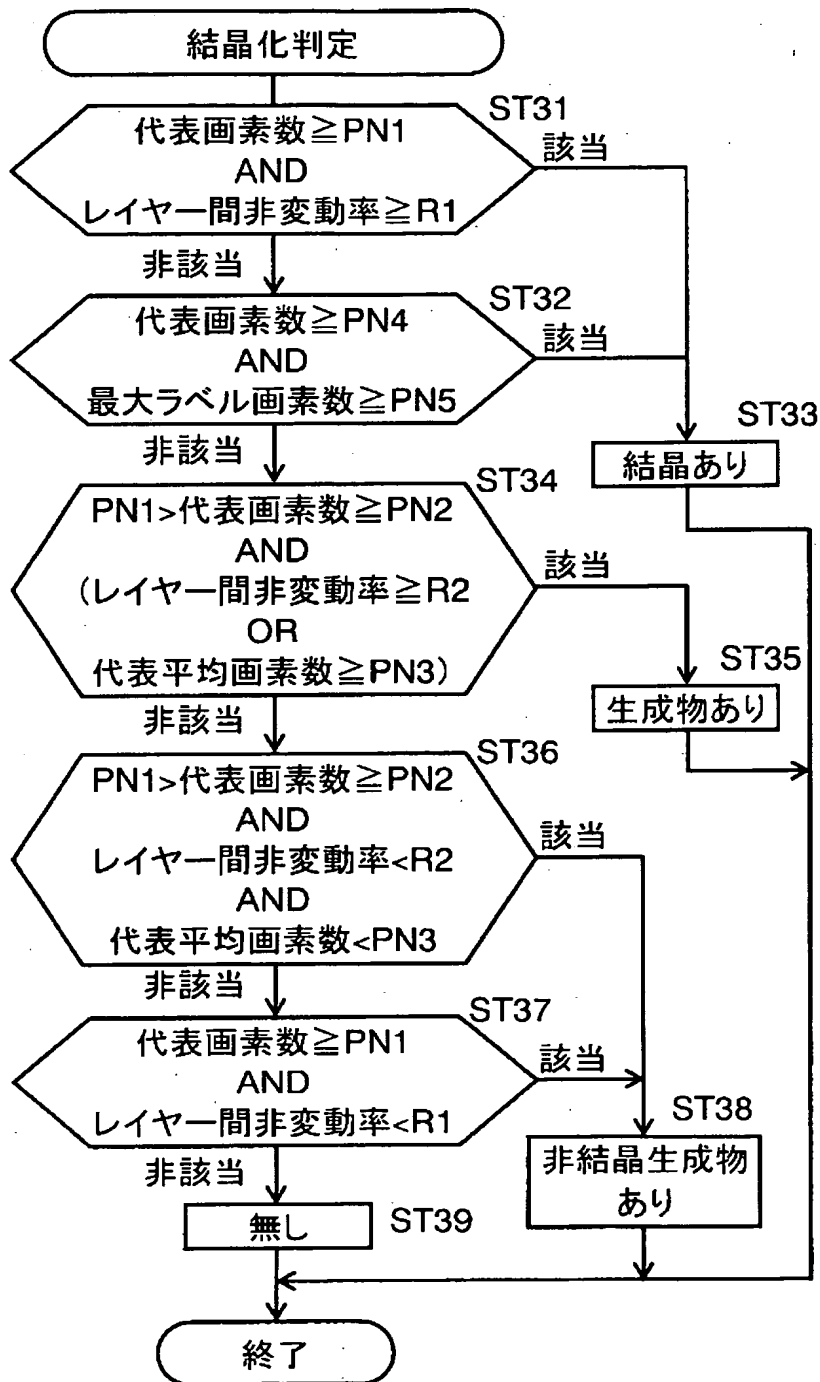 結晶化判定
ST31
代表画素数≧PN1
AND
レイヤー間非変動率≧R1
該当
非該当
ST32
代表画素数≧PN4
AND
最大ラベル画素数≧PN5
該当
非該当
ST33
結晶あり
ST34
PN1>代表画素数≧PN2
AND
(レイヤー間非変動率≧R2
OR
代表平均画素数≧PN3)
該当
非該当
ST35
生成物あり
ST36
PN1>代表画素数≧PN2
AND
レイヤー間非変動率<R2
AND
代表平均画素数<PN3
該当
非該当
ST37
代表画素数≧PN1
AND
レイヤー間非変動率<R1
該当
非該当
ST38
非結晶生成物
あり
無し
ST39
終了